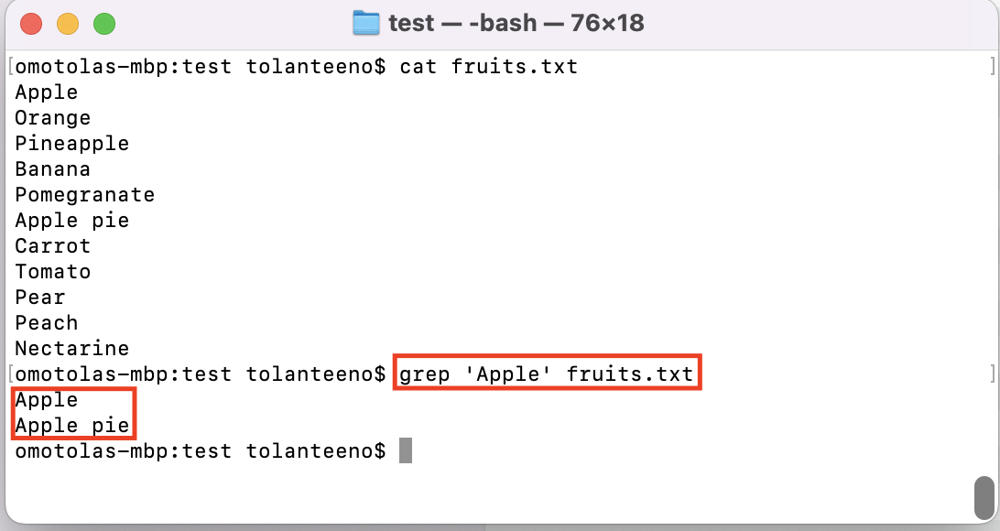 test — -bash — 76×18
[omotolas-mbp:test tolanteeno$ cat fruits.txt ]
Apple
Orange
Pineapple
Banana
Pomegranate
Apple pie
Carrot
Tomato
Pear
Peach
Nectarine
[omotolas-mbp:test tolanteeno$ grep 'Apple' fruits.txt ]
Apple
Apple pie
omotolas-mbp:test tolanteeno$